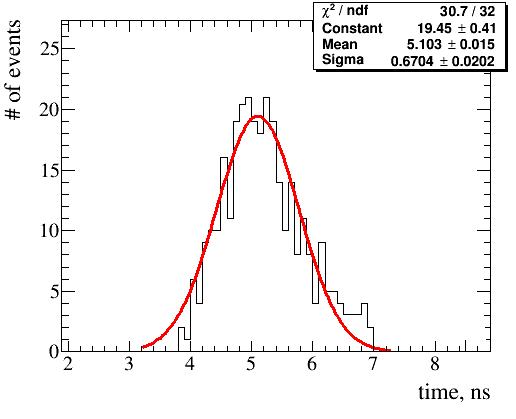 χ² / ndf 30.7 / 32
Constant 19.45 ± 0.41
Mean 5.103 ± 0.015
Sigma 0.6704 ± 0.0202
# of events
25
20
15
10
5
0
2 3 4 5 6 7 8
time, ns